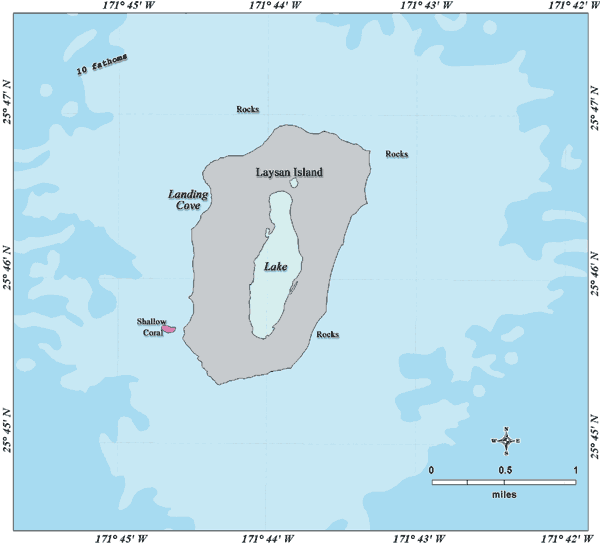 171° 45' W 171° 44' W 171° 43' W 171° 42' W
10 fathoms
25° 47' N 25° 47' N
Rocks
Rocks
Laysan Island
Landing
Cove
25° 46' N 25° 46' N
Lake
Shallow
Coral
Rocks
25° 45' N 25° 45' N
N
W E
S
0 0.5 1
miles
171° 45' W 171° 44' W 171° 43' W 171° 42' W